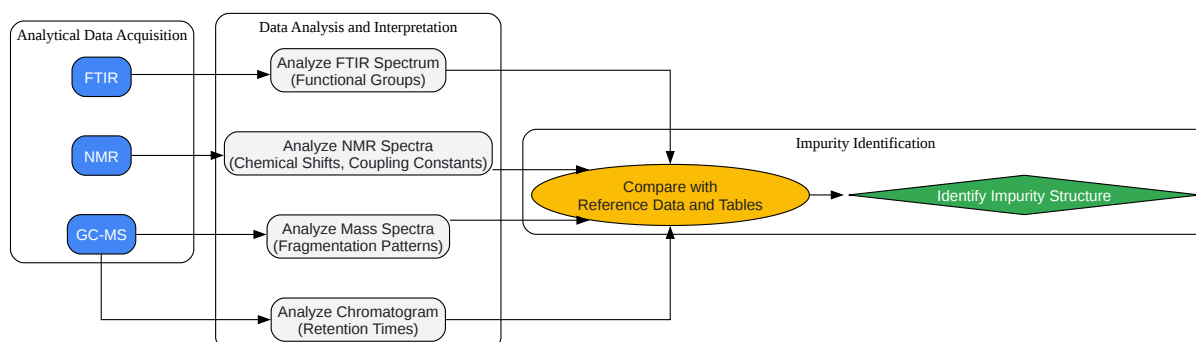 Analytical Data Acquisition
FTIR
NMR
GC-MS
Data Analysis and Interpretation
Analyze FTIR Spectrum
(Functional Groups)
Analyze NMR Spectra
(Chemical Shifts, Coupling Constants)
Analyze Mass Spectra
(Fragmentation Patterns)
Analyze Chromatogram
(Retention Times)
Impurity Identification
Compare with
Reference Data and Tables
Identify Impurity Structure